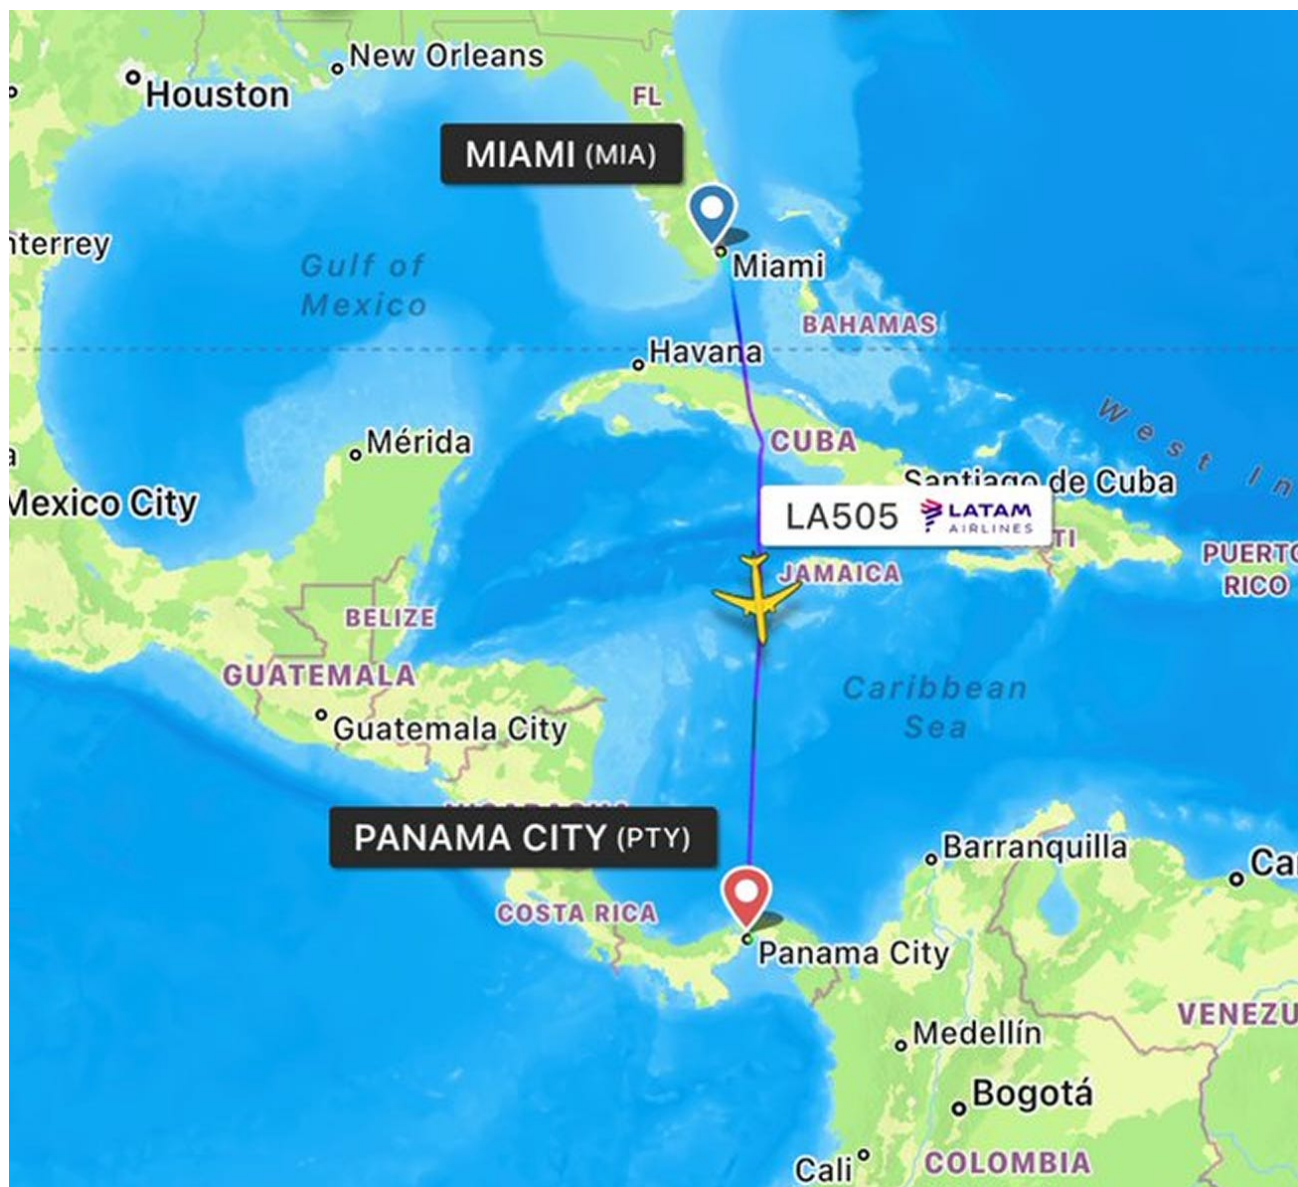 New Orleans
Houston
FL
MIAMI (MIA)
nterrey
Gulf of
Mexico
Miami
BAHAMAS
Havana
West In
Mérida
CUBA
Santiago de Cuba
Mexico City
LA505 LATAM
AIRLINES
TI
PUERTO
RICO
JAMAICA
BELIZE
GUATEMALA
Caribbean
Sea
Guatemala City
PANAMA CITY (PTY)
Barranquilla
Ca
COSTA RICA
Panama City
VENEZU
Medellín
Bogotá
Cali
COLOMBIA